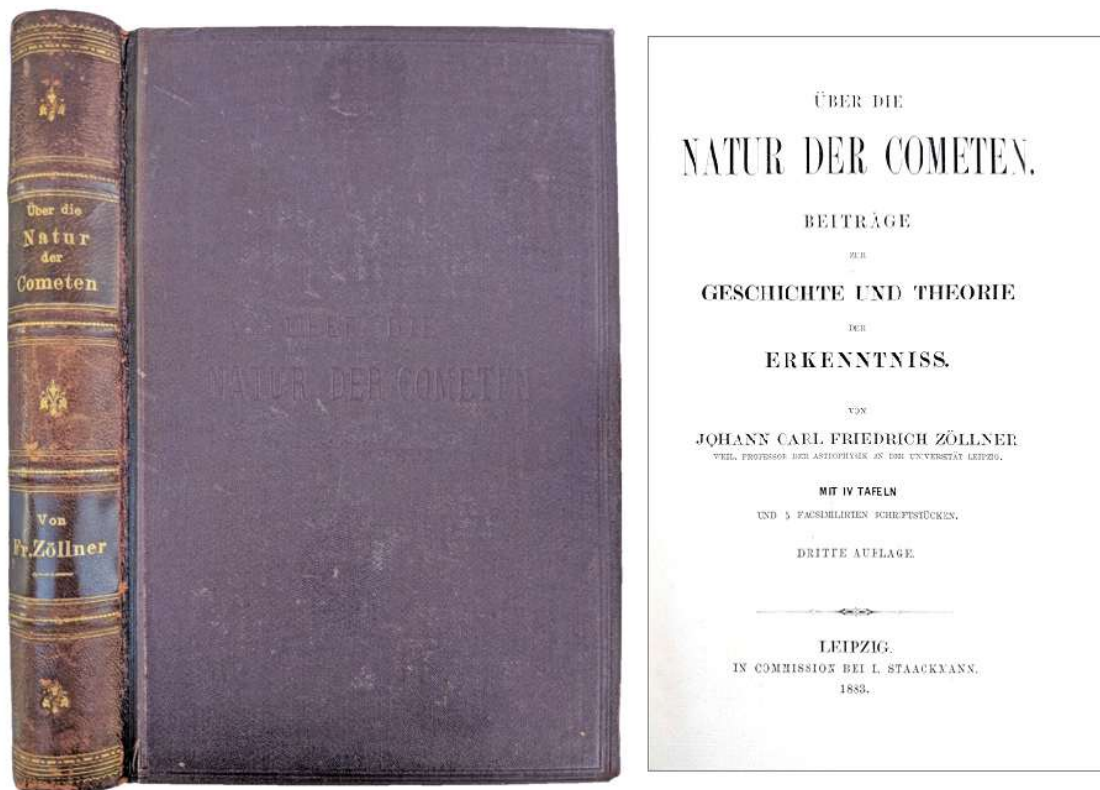 Über die
Natur
der
Cometen
Von
Fr. Zöllner
UEBER DIE
NATUR DER COMETEN
ÜBER DIE
NATUR DER COMETEN.
BEITRÄGE
ZUR
GESCHICHTE UND THEORIE
DER
ERKENNTNISS.
VON
JOHANN CARL FRIEDRICH ZÖLLNER
WEIL. PROFESSOR DER ASTROPHYSIK AN DER UNIVERSITÄT LEIPZIG.
MIT IV TAFELN
UND 5 FACSIMILIRTEN SCHRIFTSTÜCKEN.
DRITTE AUFLAGE.
LEIPZIG.
IN COMMISSION BEI L. STAACKMANN.
1883.